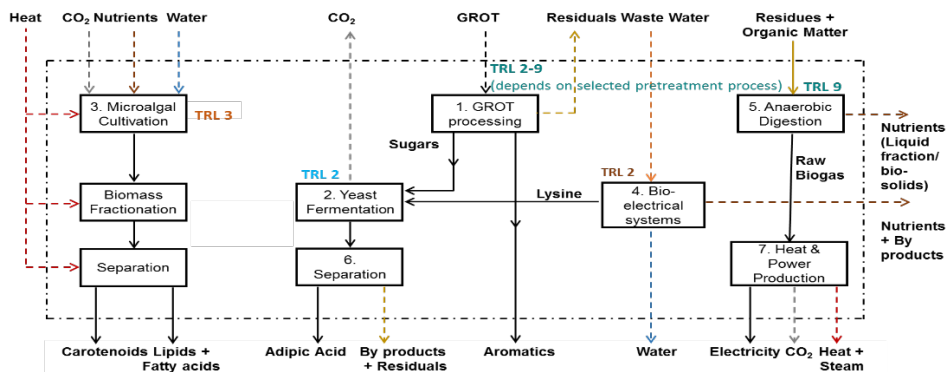 Heat
CO₂ Nutrients
Water
CO₂
GROT
Residuals Waste Water
Residues +
Organic Matter
TRL 2-9
(depends on selected pretreatment process)
TRL 9
3. Microalgal
Cultivation
TRL 3
1. GROT
processing
5. Anaerobic
Digestion
Nutrients
(Liquid
fraction/
bio-
solids)
Sugars
Raw
Biogas
TRL 2
TRL 2
Biomass
Fractionation
2. Yeast
Fermentation
Lysine
4. Bio-
electrical
systems
Nutrients
+ By
products
Separation
6.
Separation
7. Heat &
Power
Production
Carotenoids
Lipids +
Fatty acids
Adipic Acid
By products
+ Residuals
Aromatics
Water
Electricity
CO₂
Heat +
Steam